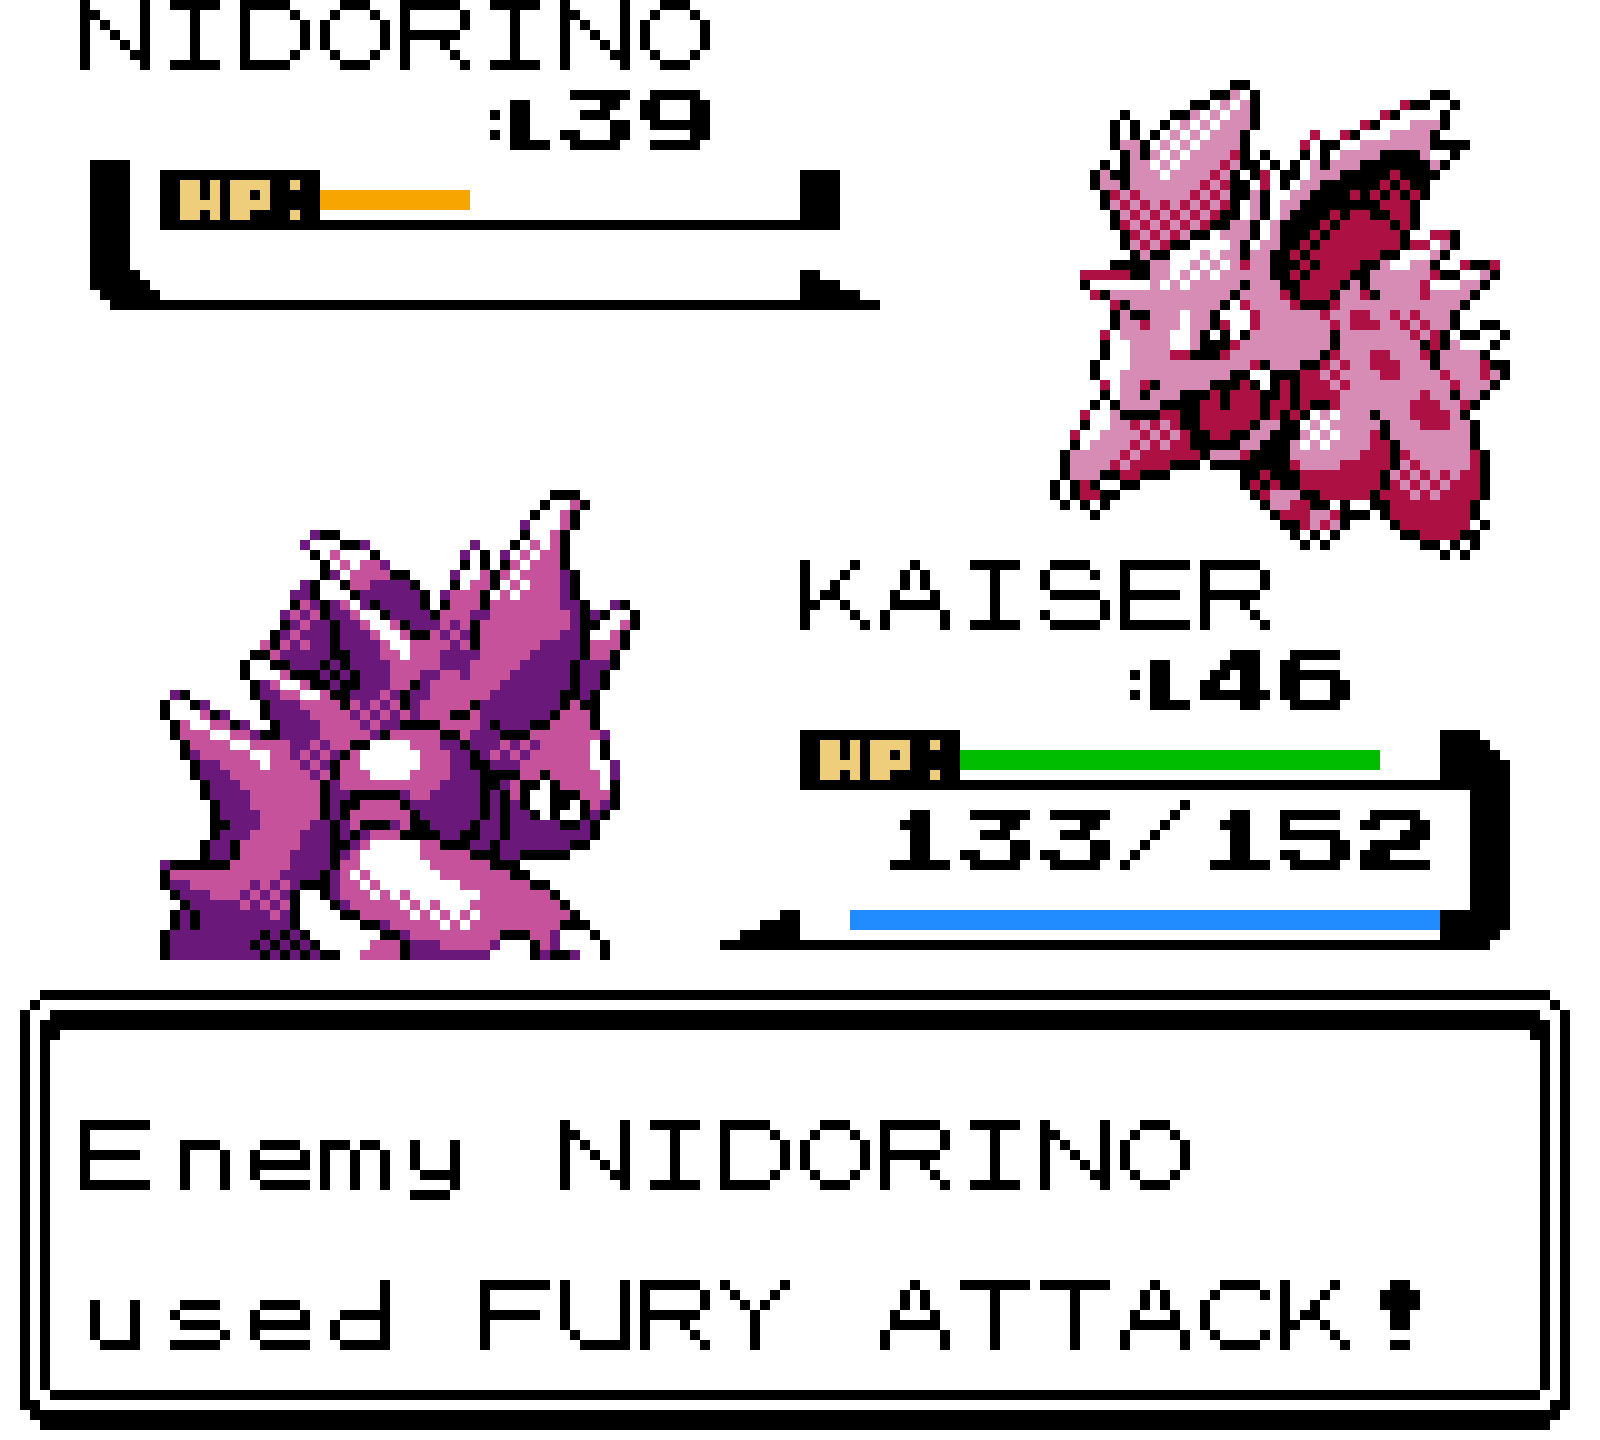 NIDORINO
:L39
HP:
KAISER
:L46
HP:
133/152
Enemy NIDORINO
used FURY ATTACK!